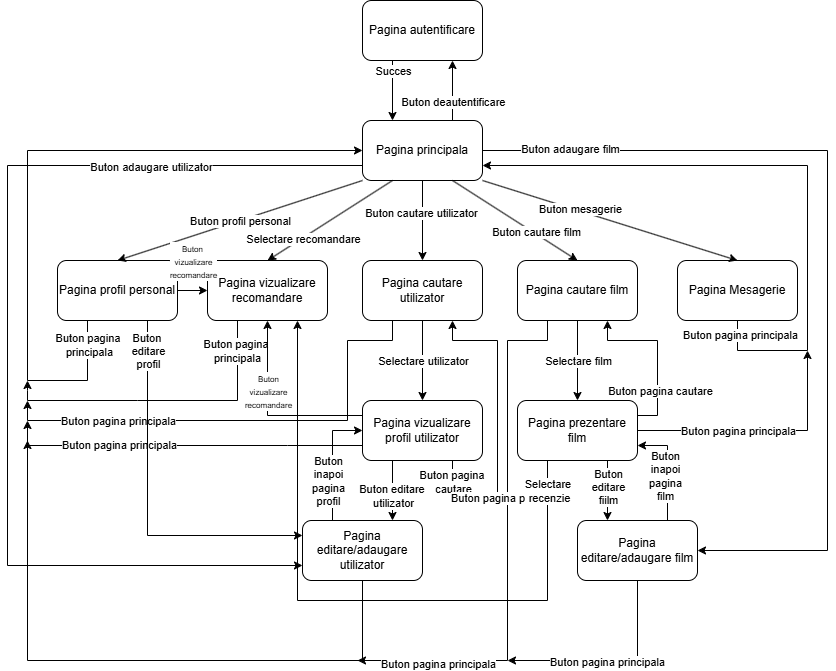 Pagina autentificare
Succes
Buton deautentificare
Pagina principala
Buton adaugare film
Buton adaugare utilizator
Buton profil personal
Selectare recomandare
Buton cautare utilizator
Buton cautare film
Buton mesagerie
Buton
vizualizare
recomandare
Pagina profil personal
Pagina vizualizare
recomandare
Pagina cautare
utilizator
Pagina cautare film
Pagina Mesagerie
Buton pagina
principala
Buton
editare
profil
Buton pagina
principala
Selectare utilizator
Selectare film
Buton pagina principala
Buton
vizualizare
recomandare
Buton pagina cautare
Buton pagina principala
Pagina vizualizare
profil utilizator
Pagina prezentare
film
Buton pagina principala
Buton pagina principala
Buton
inapoi
pagina
profil
Buton editare
utilizator
Buton pagina
cautare
Buton pagina p
Selectare
recenzie
Buton
editare
fiilm
Buton
inapoi
pagina
film
Pagina
editare/adaugare
utilizator
Pagina
editare/adaugare film
Buton pagina principala
Buton pagina principala